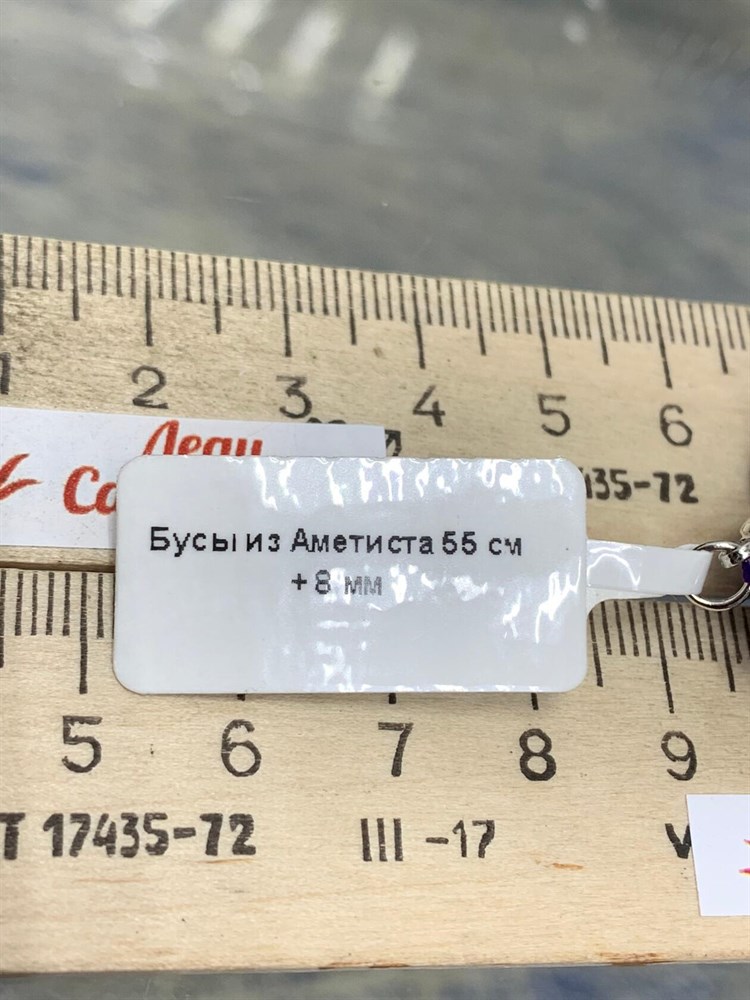 1 2 3 4 5 6
Леди
435-72
Бусы из Аметиста 55 см
+ 8 мм
5 6 7 8 9
Т 17435-72 III -17